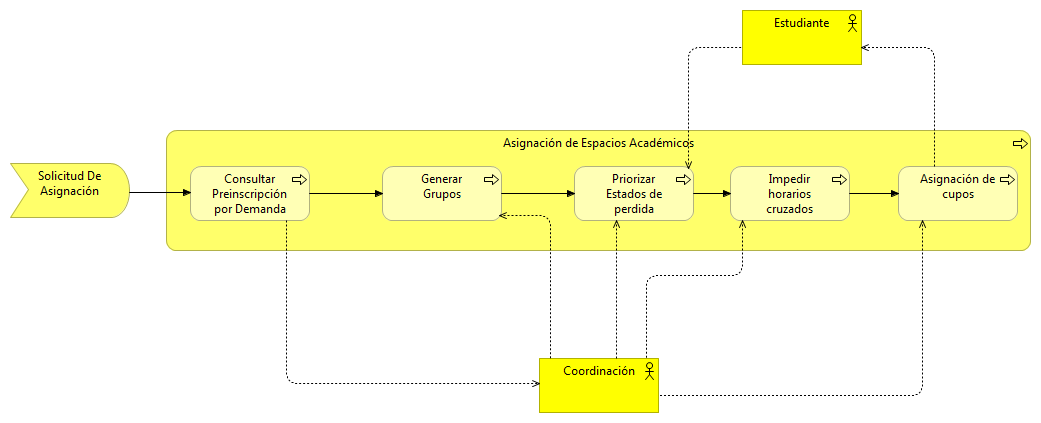 Estudiante
Asignación de Espacios Académicos
Solicitud De
Asignación
Consultar
Preinscripción
por Demanda
Generar
Grupos
Priorizar
Estados de
perdida
Impedir
horarios
cruzados
Asignación de
cupos
Coordinación